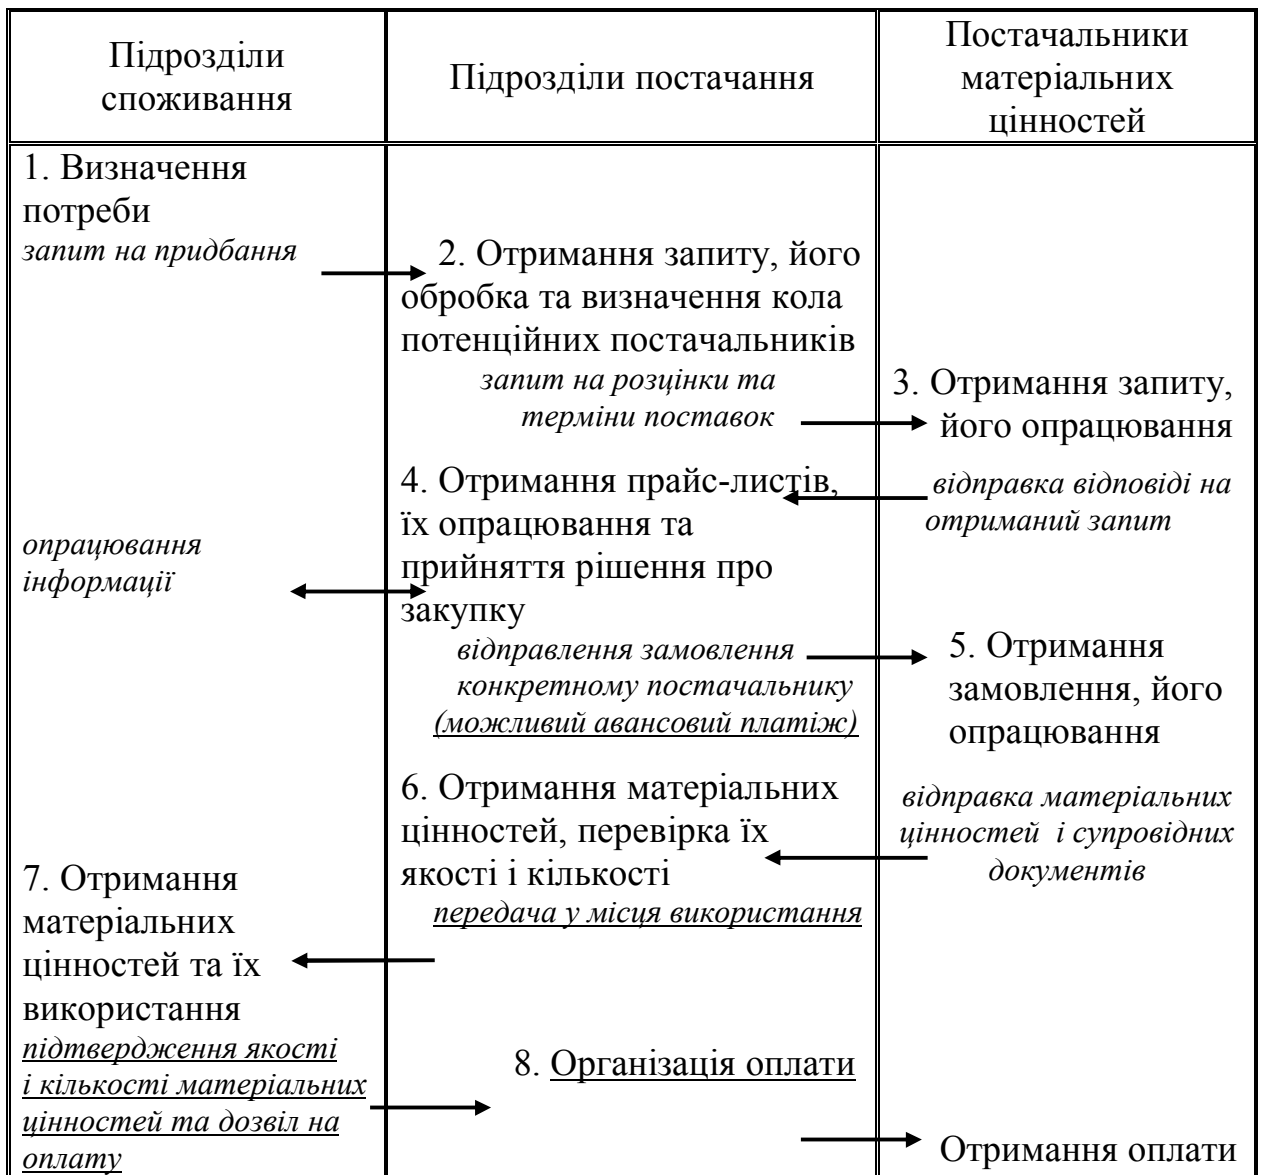 Підрозділи
споживання
Підрозділи постачання
Постачальники
матеріальних
цінностей
1. Визначення
потреби
запит на придбання
2. Отримання запиту, його
обробка та визначення кола
потенційних постачальників
запит на розцінки та
терміни поставок
3. Отримання запиту,
його опрацювання
4. Отримання прайс-листів,
їх опрацювання та
прийняття рішення про
закупку
відправка відповіді на
отриманий запит
опрацювання
інформації
відправлення замовлення
конкретному постачальнику
(можливий авансовий платіж)
5. Отримання
замовлення, його
опрацювання
6. Отримання матеріальних
цінностей, перевірка їх
якості і кількості
передача у місця використання
відправка матеріальних
цінностей і супровідних
документів
7. Отримання
матеріальних
цінностей та їх
використання
підтвердження якості
і кількості матеріальних
цінностей та дозвіл на
оплату
8. Організація оплати
Отримання оплати